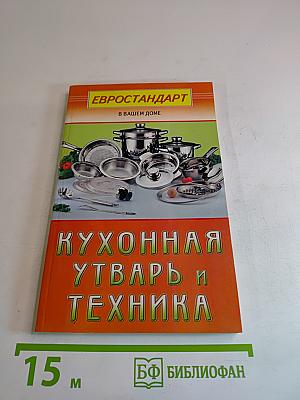 ЕВРОСТАНДАРТ
В ВАШЕМ ДОМЕ
КУХОННАЯ
УТВАРЬ и
ТЕХНИКА
15 м
БФ БИБЛИОФАН